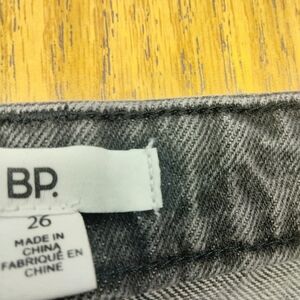 BP.
26
MADE IN
CHINA
FABRIQUÉ EN
CHINE